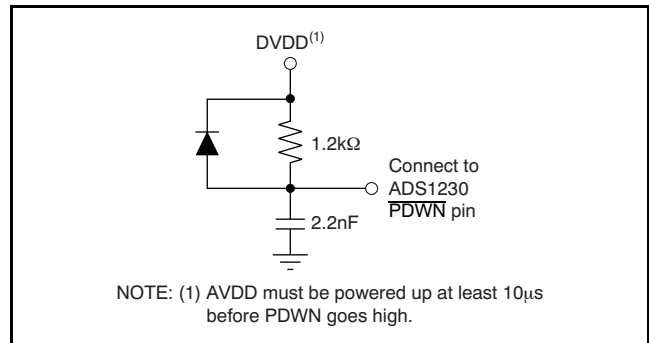 DVDD(1)
1.2kΩ
Connect to
ADS1230
PDWN pin
2.2nF
NOTE: (1) AVDD must be powered up at least 10μs
before PDWN goes high.